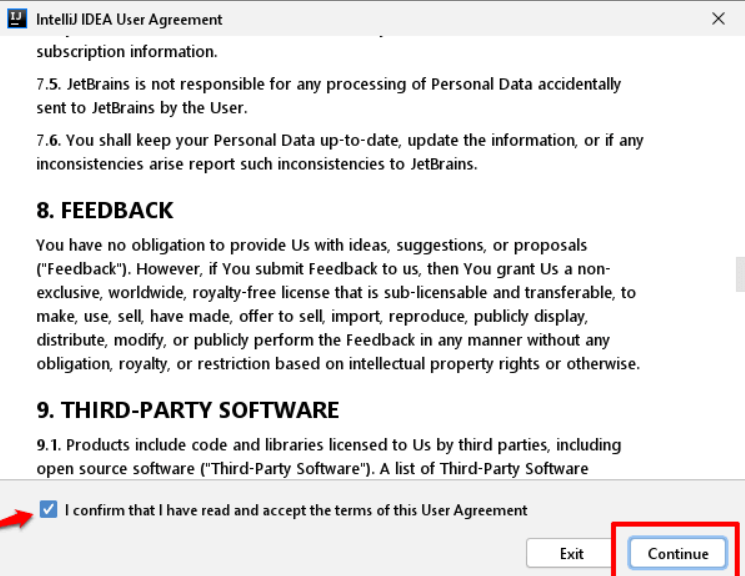 IJ IntelliJ IDEA User Agreement
subscription information.
7.5. JetBrains is not responsible for any processing of Personal Data accidentally
sent to JetBrains by the User.
7.6. You shall keep your Personal Data up-to-date, update the information, or if any
inconsistencies arise report such inconsistencies to JetBrains.
8. FEEDBACK
You have no obligation to provide Us with ideas, suggestions, or proposals
("Feedback"). However, if You submit Feedback to us, then You grant Us a non-
exclusive, worldwide, royalty-free license that is sub-licensable and transferable, to
make, use, sell, have made, offer to sell, import, reproduce, publicly display,
distribute, modify, or publicly perform the Feedback in any manner without any
obligation, royalty, or restriction based on intellectual property rights or otherwise.
9. THIRD-PARTY SOFTWARE
9.1. Products include code and libraries licensed to Us by third parties, including
open source software ("Third-Party Software"). A list of Third-Party Software
I confirm that I have read and accept the terms of this User Agreement
Exit Continue